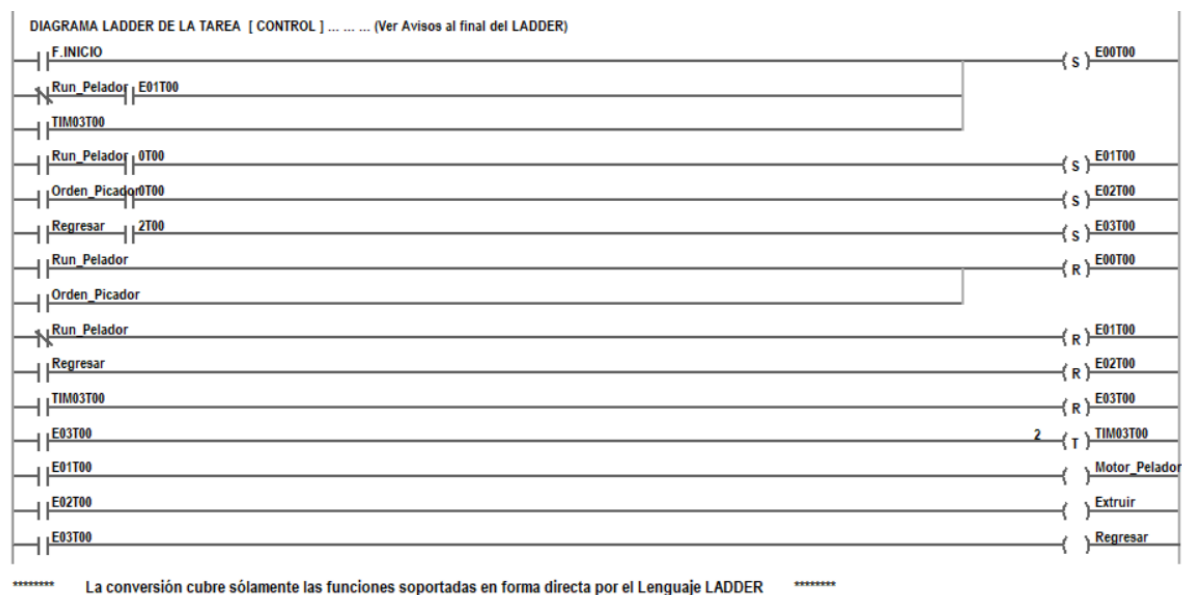 DIAGRAMA LADDER DE LA TAREA [ CONTROL ] ... ... ... (Ver Avisos al final del LADDER)
F.INICIO S E00T00
Run_Pelador E01T00
TIM03T00
Run_Pelador 0T00 S E01T00
Orden_Picador 0T00 S E02T00
Regresar 2T00 S E03T00
Run_Pelador R E00T00
Orden_Picador
Run_Pelador R E01T00
Regresar R E02T00
TIM03T00 R E03T00
E03T00 2 T TIM03T00
E01T00 Motor_Pelador
E02T00 Extruir
E03T00 Regresar
******** La conversión cubre sólamente las funciones soportadas en forma directa por el Lenguaje LADDER ********